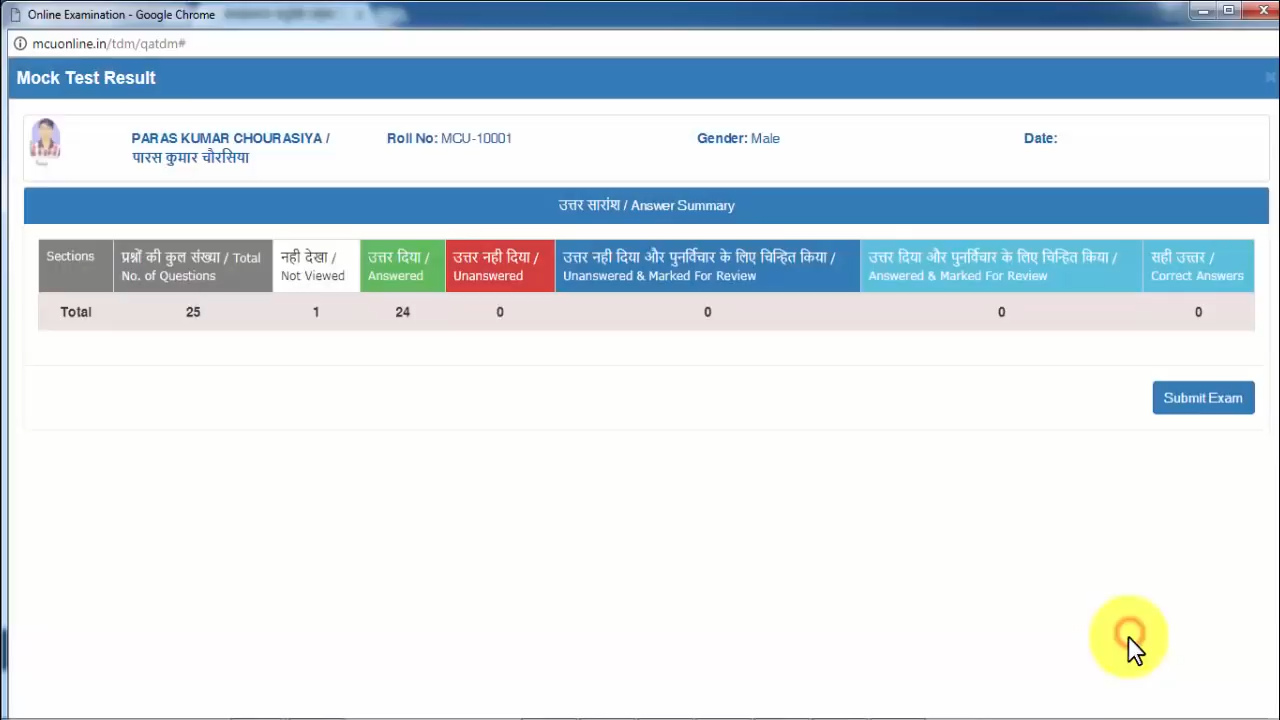 Online Examination - Google Chrome
mcuonline.in/tdm/qatdm#
Mock Test Result
PARAS KUMAR CHOURASIYA /
पारस कुमार चौरसिया
Roll No: MCU-10001
Gender: Male
Date:
उत्तर सारांश / Answer Summary
Sections
प्रश्नों की कुल संख्या / Total
No. of Questions
नही देखा /
Not Viewed
उत्तर दिया /
Answered
उत्तर नही दिया /
Unanswered
उत्तर नही दिया और पुनर्विचार के लिए चिन्हित किया /
Unanswered & Marked For Review
उत्तर दिया और पुनर्विचार के लिए चिन्हित किया /
Answered & Marked For Review
सही उत्तर /
Correct Answers
Total 25 1 24 0 0 0 0
Submit Exam